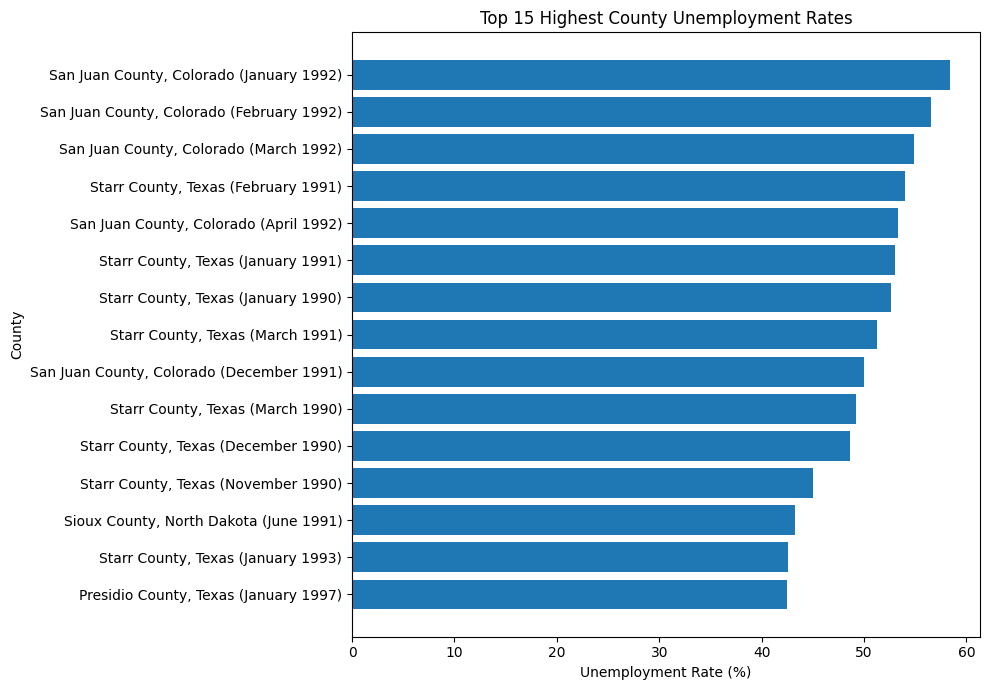 Top 15 Highest County Unemployment Rates
San Juan County, Colorado (January 1992)
San Juan County, Colorado (February 1992)
San Juan County, Colorado (March 1992)
Starr County, Texas (February 1991)
San Juan County, Colorado (April 1992)
Starr County, Texas (January 1991)
Starr County, Texas (January 1990)
Starr County, Texas (March 1991)
San Juan County, Colorado (December 1991)
Starr County, Texas (March 1990)
Starr County, Texas (December 1990)
Starr County, Texas (November 1990)
Sioux County, North Dakota (June 1991)
Starr County, Texas (January 1993)
Presidio County, Texas (January 1997)
County
0 10 20 30 40 50 60
Unemployment Rate (%)